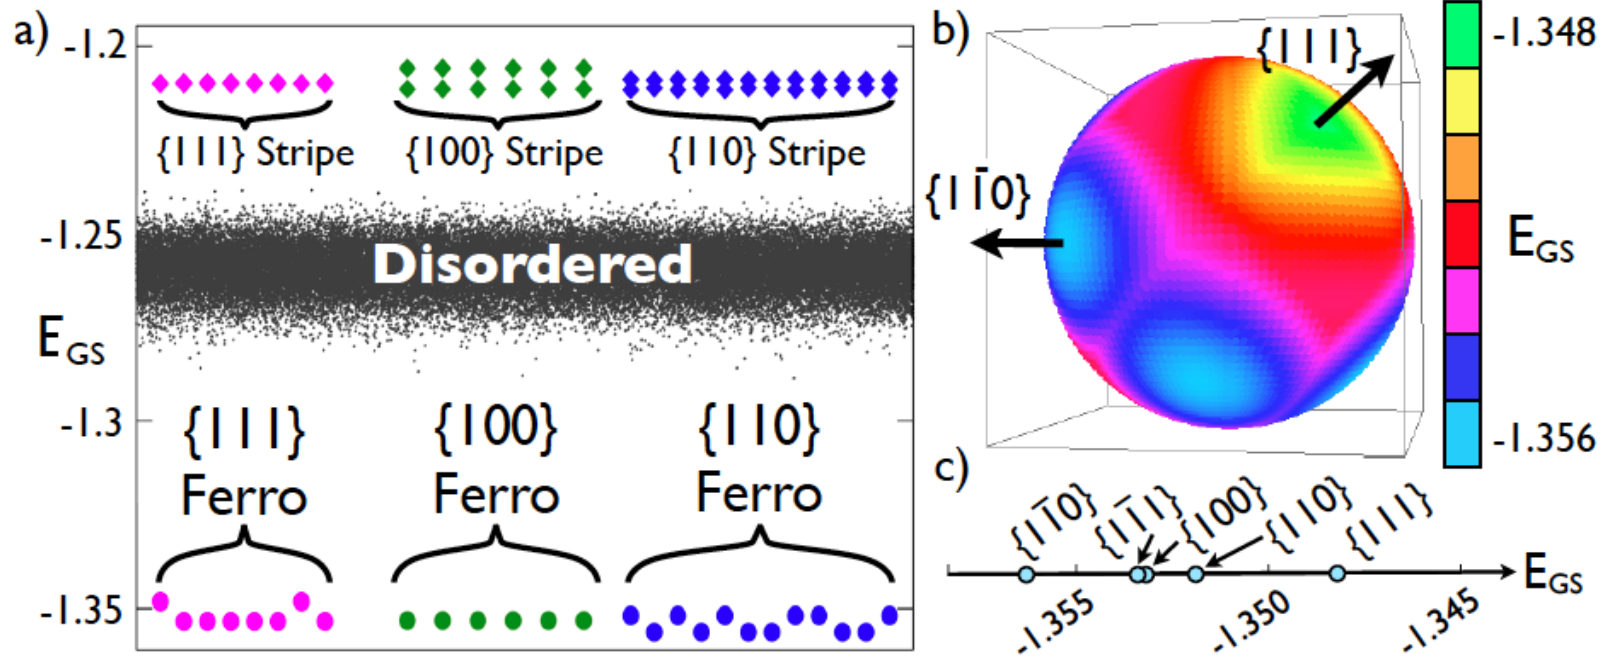 a)
-1.2
{111} Stripe
{100} Stripe
{110} Stripe
-1.25
Disordered
E_GS
-1.3
{111}
Ferro
{100}
Ferro
{110}
Ferro
-1.35
b)
{111}
{11̄0}
-1.348
E_GS
-1.356
c)
{11̄0}
{11̄1}
{100}
{110}
{111}
E_GS
-1.355
-1.350
-1.345